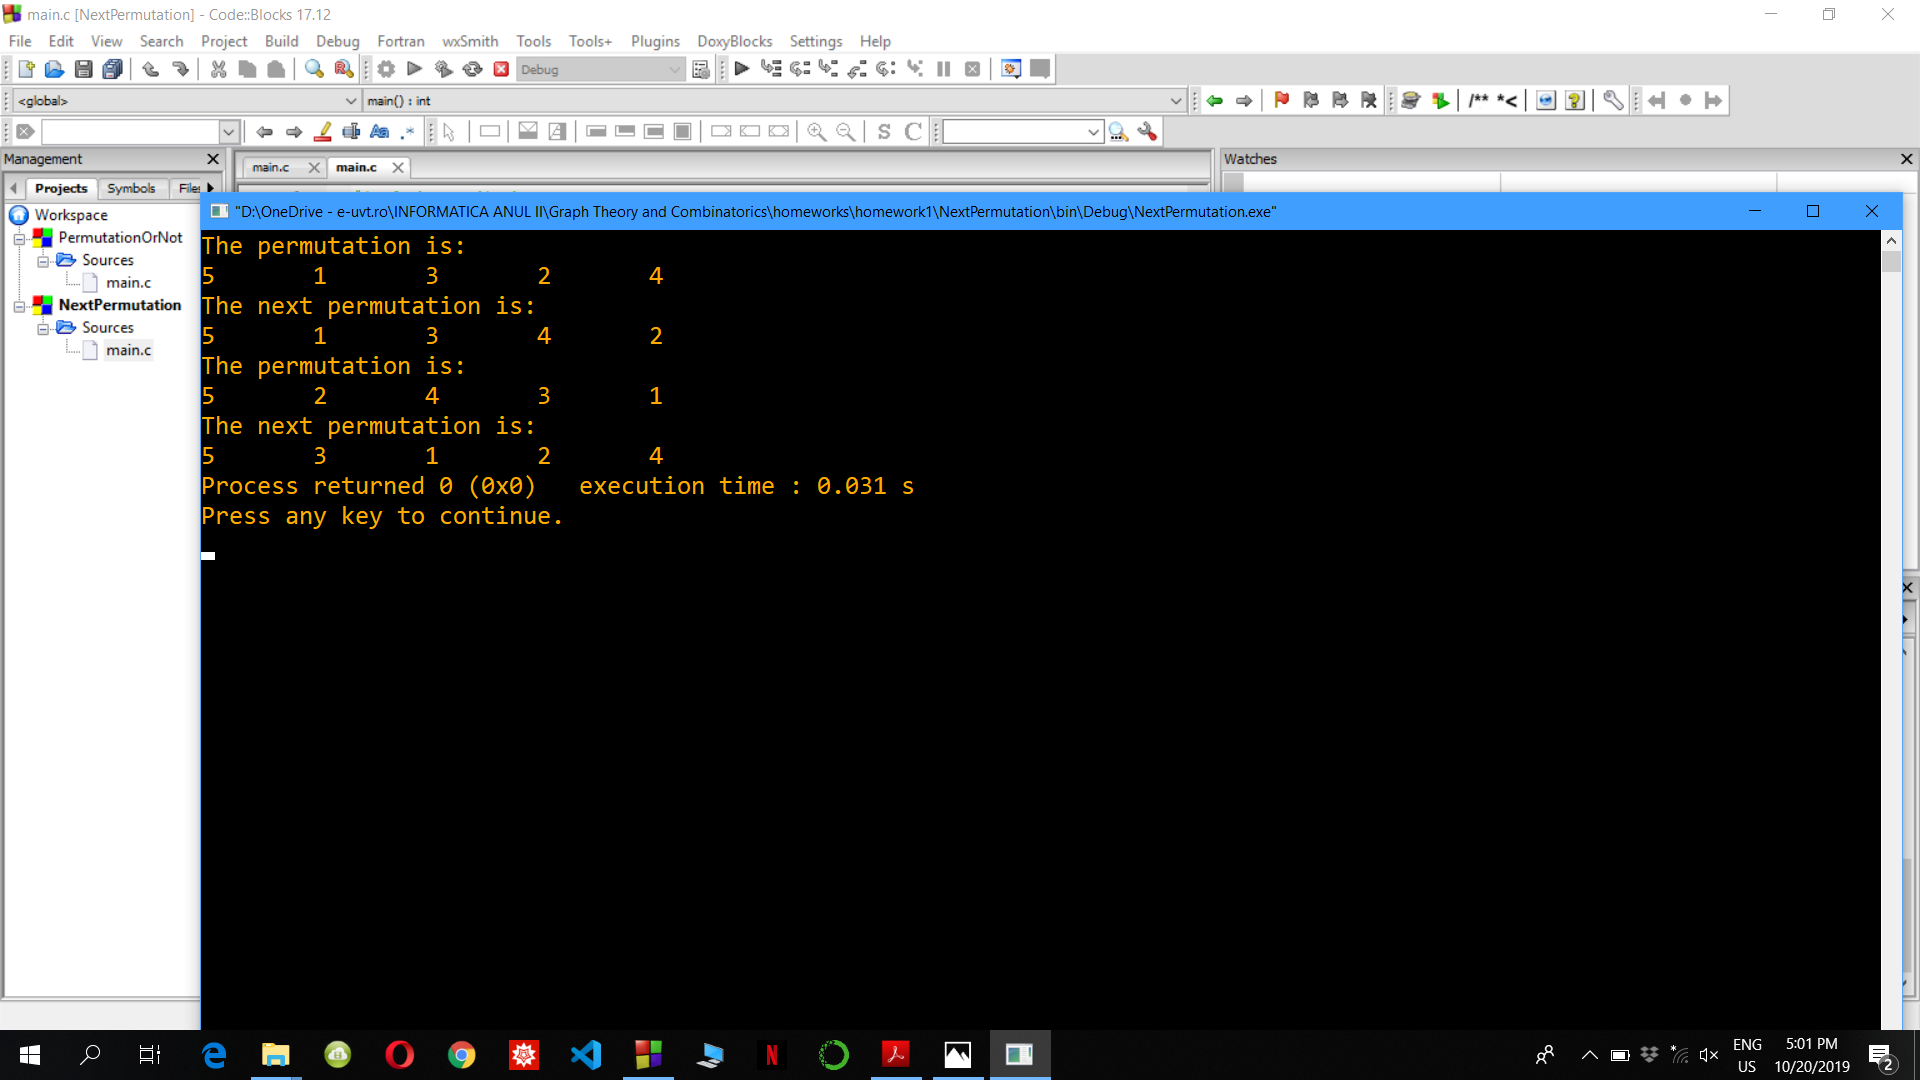 main.c [NextPermutation] - Code::Blocks 17.12
File Edit View Search Project Build Debug Fortran wxSmith Tools Tools+ Plugins DoxyBlocks Settings Help
Debug
<global> main() : int /** *<
Aa .* S C
Management main.c main.c Watches
Projects Symbols Files
Workspace
PermutationOrNot
Sources
main.c
NextPermutation
Sources
main.c
"D:\OneDrive - e-uvt.ro\INFORMATICA ANUL II\Graph Theory and Combinatorics\homeworks\homework1\NextPermutation\bin\Debug\NextPermutation.exe"
The permutation is:
5 1 3 2 4
The next permutation is:
5 1 3 4 2
The permutation is:
5 2 4 3 1
The next permutation is:
5 3 1 2 4
Process returned 0 (0x0) execution time : 0.031 s
Press any key to continue.
ENG
US
5:01 PM
10/20/2019
2